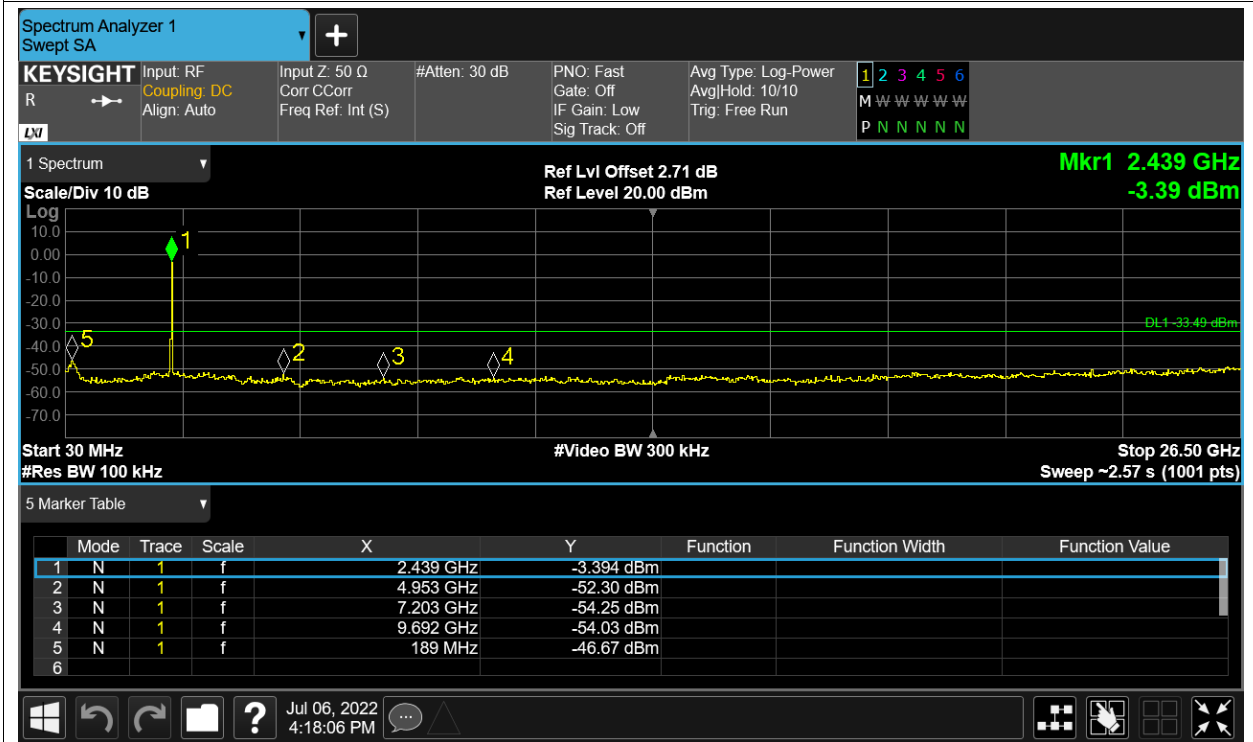 Spectrum Analyzer 1
Swept SA
+
KEYSIGHT Input: RF Input Z: 50 Ω #Atten: 30 dB PNO: Fast Avg Type: Log-Power 1 2 3 4 5 6
R Coupling: DC Corr CCorr Gate: Off Avg|Hold: 10/10 M W W W W W
Align: Auto Freq Ref: Int (S) IF Gain: Low Trig: Free Run
LXI Sig Track: Off P N N N N N
1 Spectrum Ref Lvl Offset 2.71 dB Mkr1 2.439 GHz
Scale/Div 10 dB Ref Level 20.00 dBm -3.39 dBm
Log
10.0 1
0.00
-10.0
-20.0
-30.0 DL1 -33.49 dBm
-40.0 5 2 3 4
-50.0
-60.0
-70.0
Start 30 MHz #Video BW 300 kHz Stop 26.50 GHz
#Res BW 100 kHz Sweep ~2.57 s (1001 pts)
5 Marker Table
Mode Trace Scale X Y Function Function Width Function Value
1 N 1 f 2.439 GHz -3.394 dBm
2 N 1 f 4.953 GHz -52.30 dBm
3 N 1 f 7.203 GHz -54.25 dBm
4 N 1 f 9.692 GHz -54.03 dBm
5 N 1 f 189 MHz -46.67 dBm
6
? Jul 06, 2022
4:18:06 PM